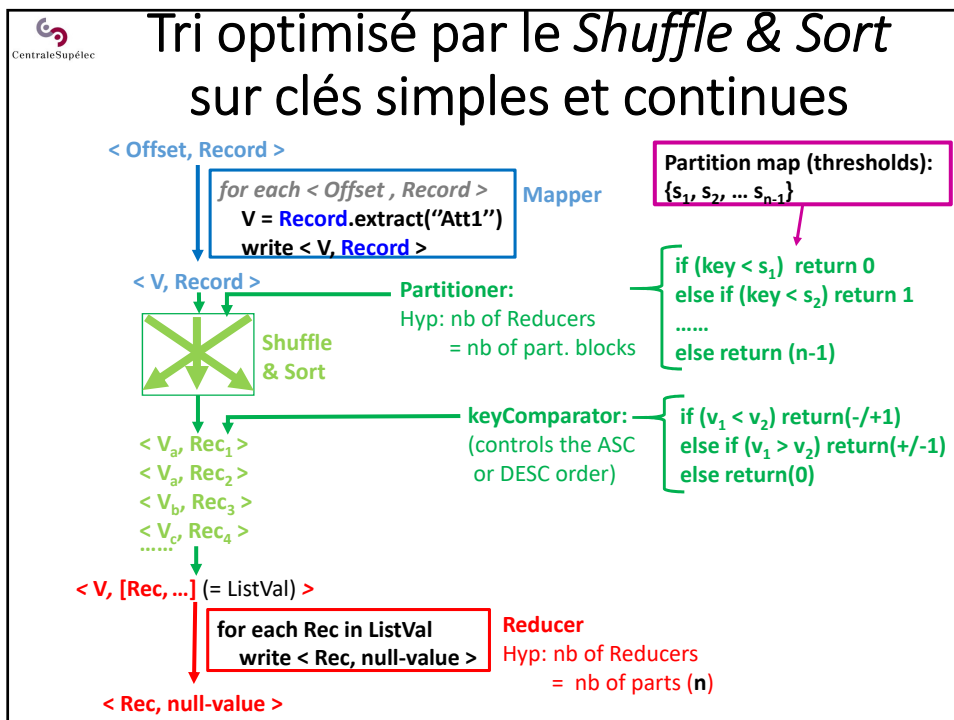 CentraleSupélec
Tri optimisé par le Shuffle & Sort
sur clés simples et continues
< Offset, Record >
for each < Offset , Record >
V = Record.extract(‘‘Att1’’)
write < V, Record >
Mapper
Partition map (thresholds):
{s1, s2, … sn-1}
< V, Record >
Partitioner:
Hyp: nb of Reducers
= nb of part. blocks
if (key < s1) return 0
else if (key < s2) return 1
……
else return (n-1)
Shuffle
& Sort
keyComparator:
(controls the ASC
or DESC order)
if (v1 < v2) return(-/+1)
else if (v1 > v2) return(+/-1)
else return(0)
< Va, Rec1 >
< Va, Rec2 >
< Vb, Rec3 >
< Vc, Rec4 >
……
< V, [Rec, …] (= ListVal) >
for each Rec in ListVal
write < Rec, null-value >
Reducer
Hyp: nb of Reducers
= nb of parts (n)
< Rec, null-value >